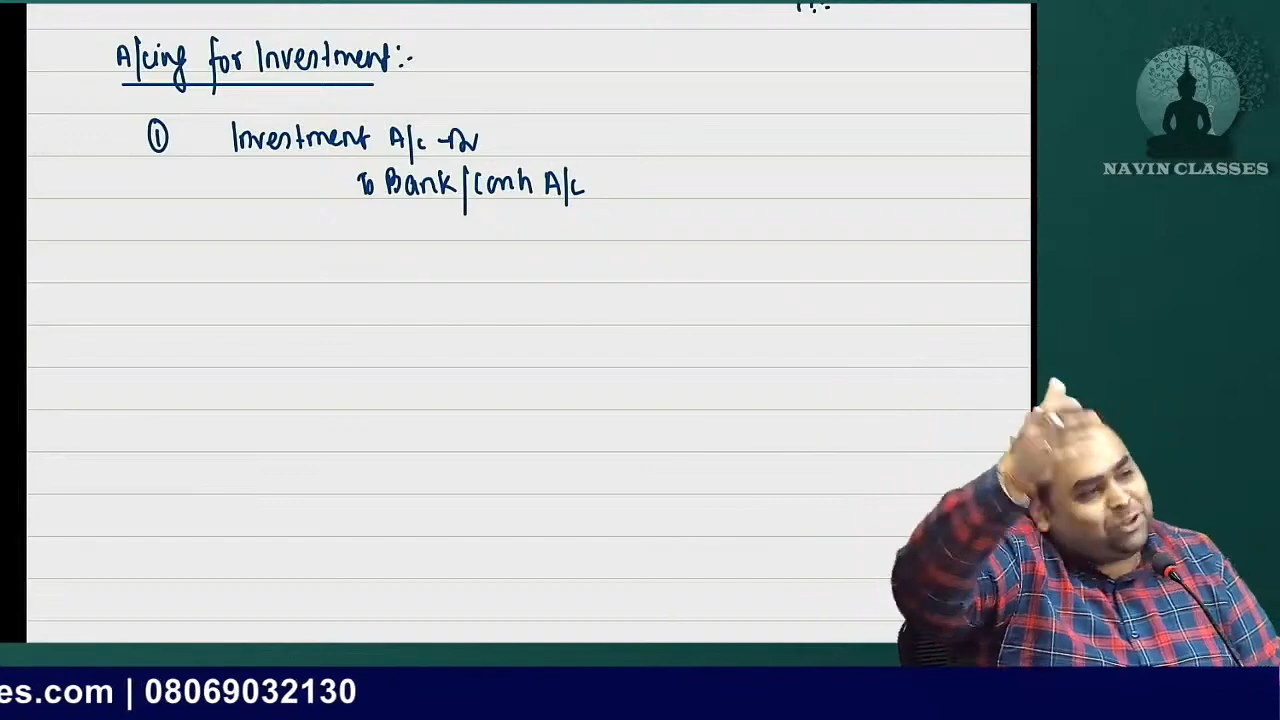 A/cing for Investment:-
① Investment A/c Dr
To Bank/Cash A/c
NAVIN CLASSES
es.com | 08069032130